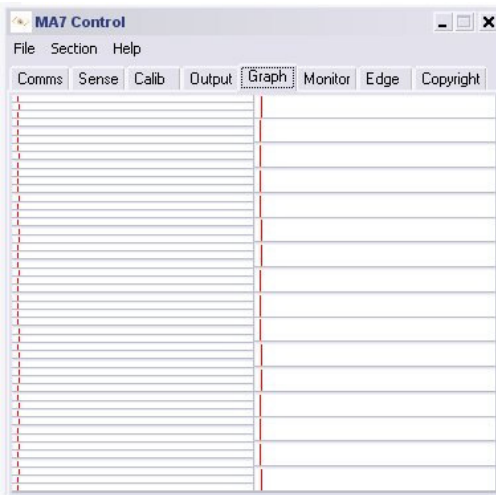 MA7 Control
File Section Help
Comms Sense Calib Output Graph Monitor Edge Copyright